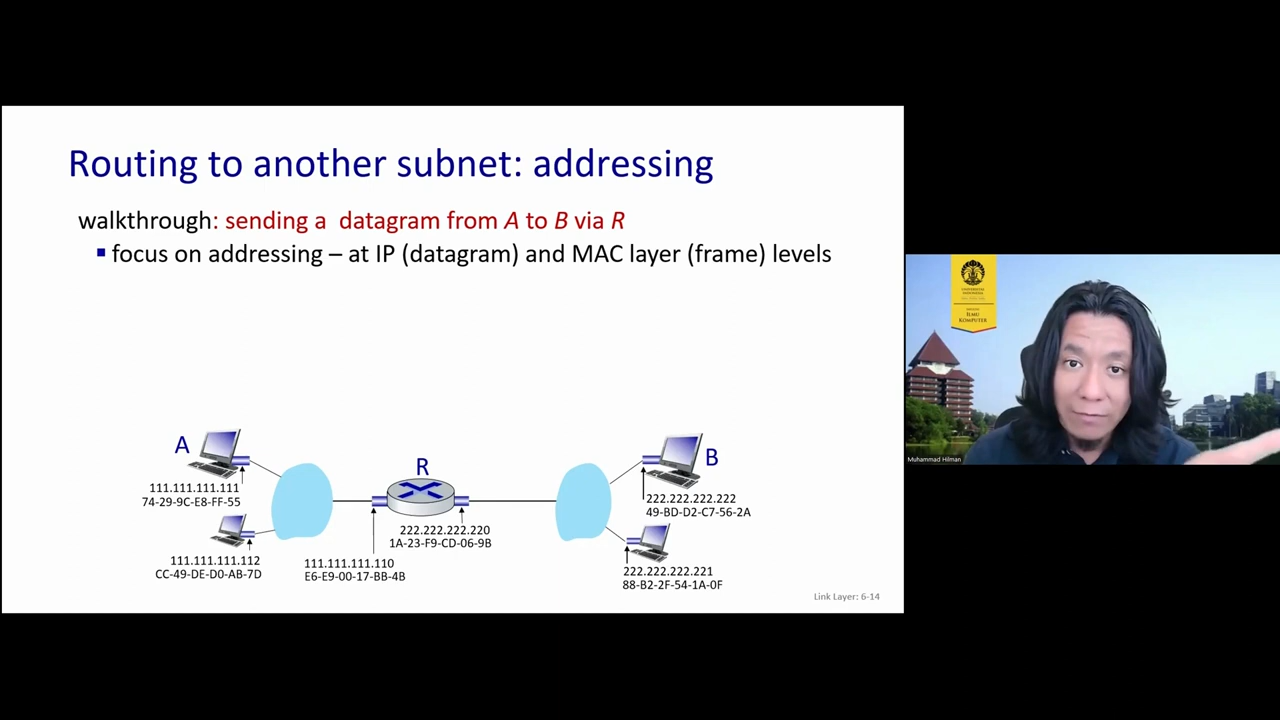 Routing to another subnet: addressing
walkthrough: sending a datagram from A to B via R
focus on addressing – at IP (datagram) and MAC layer (frame) levels
A
R
B
111.111.111.111
74-29-9C-E8-FF-55
111.111.111.112
CC-49-DE-D0-AB-7D
111.111.111.110
E6-E9-00-17-BB-4B
222.222.222.220
1A-23-F9-CD-06-9B
222.222.222.222
49-BD-D2-C7-56-2A
222.222.222.221
88-B2-2F-54-1A-0F
Link Layer: 6-14
UNIVERSITAS
INDONESIA
ILMU
KOMPUTER
Muhammad Hilman